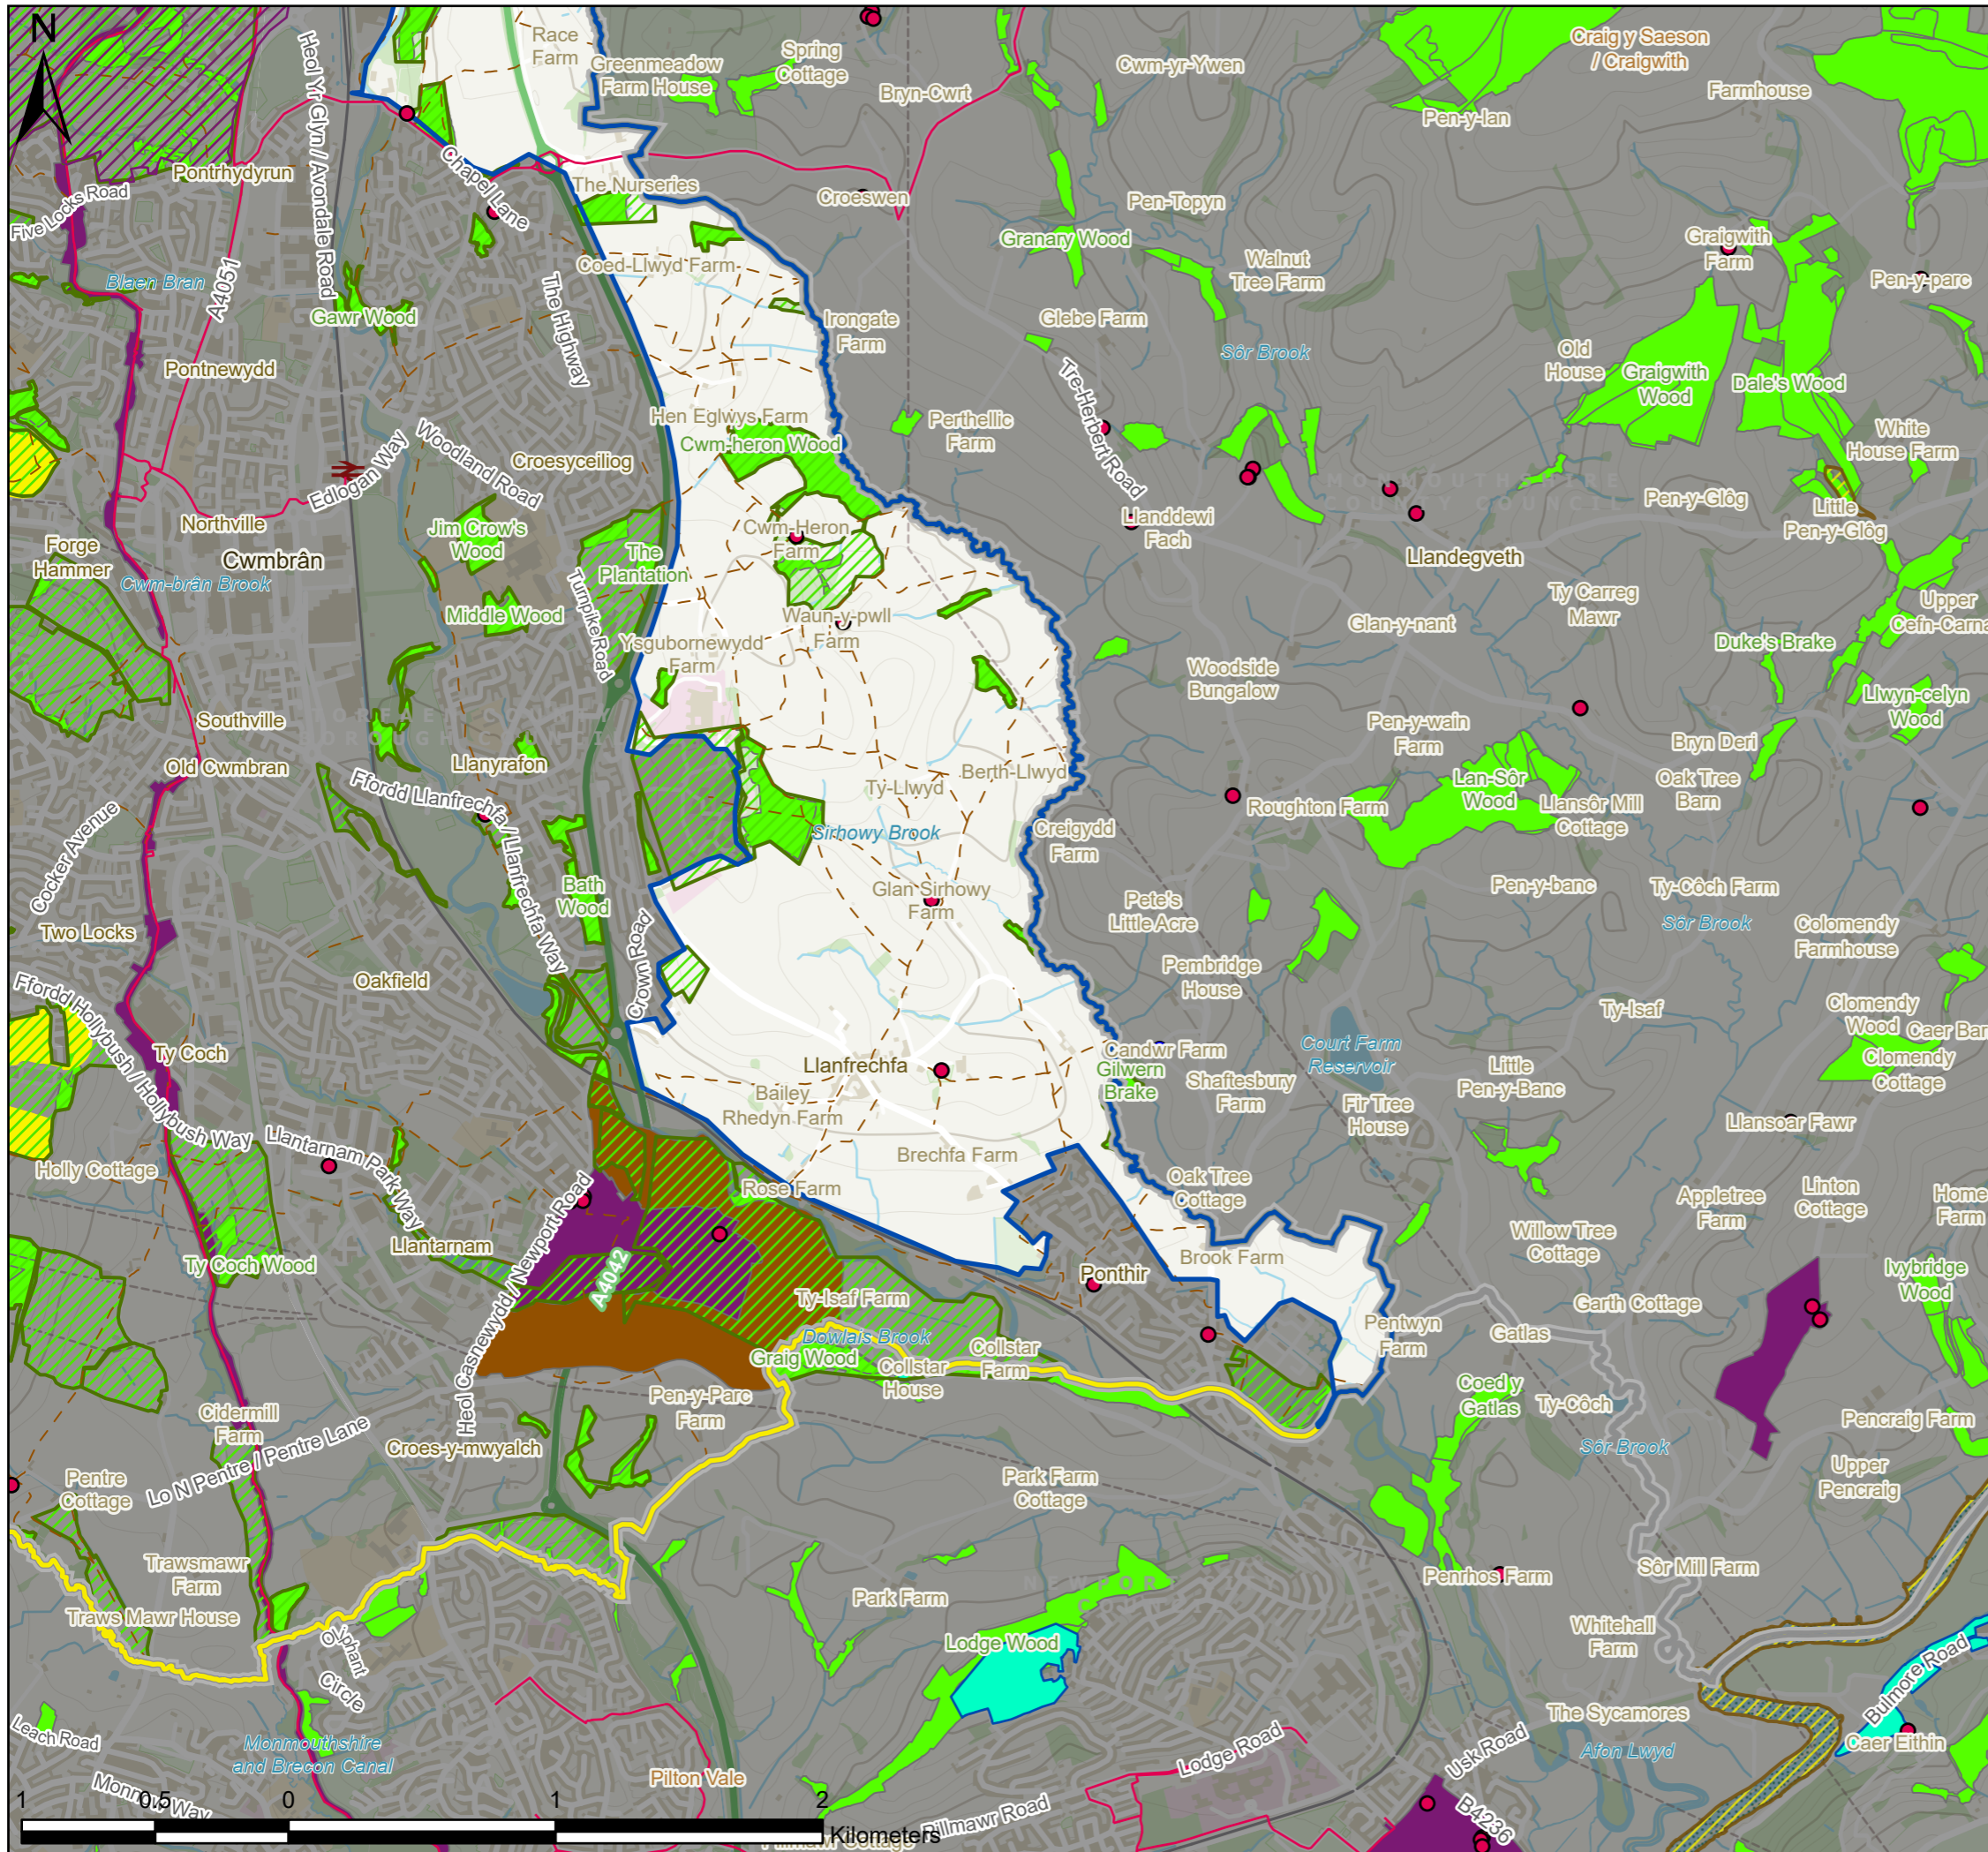 N
Race
Farm
Greenmeadow
Farm House
Spring
Cottage
Bryn-Cwrt
Cwm-yr-Ywen
Craig y Saeson
/ Craigwith
Farmhouse
Pen-y-lan
Heol Yr Glyn / Avondale Road
Pontrhydyrun
Five Locks Road
Chapel Lane
The Nurseries
Croeswen
Pen-Topyn
Granary Wood
Walnut
Tree Farm
Graigwith
Farm
Pen-y-parc
Blaen Bran
A4051
Gawr Wood
The Highway
Coed-Llwyd Farm
Irongate
Farm
Glebe Farm
Sôr Brook
Old
House
Graigwith
Wood
Dale's Wood
Pontnewydd
Tre-Herbert Road
Hen Eglwys Farm
Cwm-heron Wood
Perthellic
Farm
White
House Farm
Woodland Road
Edlogan Way
Croesyceiliog
MONMOUTHSHIRE
COUNTY COUNCIL
Pen-y-Glôg
Little
Pen-y-Glôg
Northville
Jim Crow's
Wood
The
Plantation
Cwm-Heron
Farm
Llanddewi
Fach
Llandegveth
Forge
Hammer
Cwmbrân
Cwm-brân Brook
Turnpike Road
Middle Wood
Waun-y-pwll
Farm
Ty Carreg
Mawr
Upper
Cefn-Carna
Glan-y-nant
Duke's Brake
Ysgubornewydd
Farm
Woodside
Bungalow
Llwyn-celyn
Wood
Southville
Pen-y-wain
Farm
Bryn Deri
Old Cwmbran
Llanyrafon
Ty-Llwyd
Berth-Llwyd
Lan-Sôr
Wood
Oak Tree
Barn
Ffordd Llanfrechfa / Llanfrechfa Way
Roughton Farm
Llansôr Mill
Cottage
Sirhowy Brook
Creigydd
Farm
Cocker Avenue
Bath
Wood
Glan Sirhowy
Farm
Pete's
Little Acre
Pen-y-banc
Ty-Côch Farm
Sôr Brook
Colomendy
Farmhouse
Two Locks
Crown Road
Oakfield
Pembridge
House
Ffordd Hollybush / Hollybush Way
Ty-Isaf
Clomendy
Wood
Caer Bar
Clomendy
Cottage
Ty Coch
Llanfrechfa
Candwr Farm
Gilwern
Brake
Court Farm
Reservoir
Shaftesbury
Farm
Little
Pen-y-Banc
Bailey
Rhedyn Farm
Fir Tree
House
Llansoar Fawr
Llantarnam Park Way
Holly Cottage
Brechfa Farm
Rose Farm
Oak Tree
Cottage
Appletree
Farm
Linton
Cottage
Home
Farm
Willow Tree
Cottage
Llantarnam
Heol Casnewydd / Newport Road
A4042
Ty Coch Wood
Brook Farm
Ponthir
Ivybridge
Wood
Ty-Isaf Farm
Garth Cottage
Dowlais Brook
Graig Wood
Collstar
House
Collstar
Farm
Pentwyn
Farm
Gatlas
Pen-y-Parc
Farm
Coed y
Gatlas
Ty-Côch
Cidermill
Farm
Pencraig Farm
Lo N Pentre / Pentre Lane
Croes-y-mwyalch
Sôr Brook
Pentre
Cottage
Park Farm
Cottage
Upper
Pencraig
Trawsmawr
Farm
Traws Mawr House
Park Farm
Penrhos Farm
Sôr Mill Farm
Lodge Wood
Whitehall
Farm
Circle
Bulmore Road
The Sycamores
Leach Road
Monmouthshire
and Brecon Canal
Pilton Vale
Lodge Road
Usk Road
Afon Lwyd
Caer Eithin
Monnow Way
Pillmawr Road
B4236
1 0.5 0 1 2
Kilometers